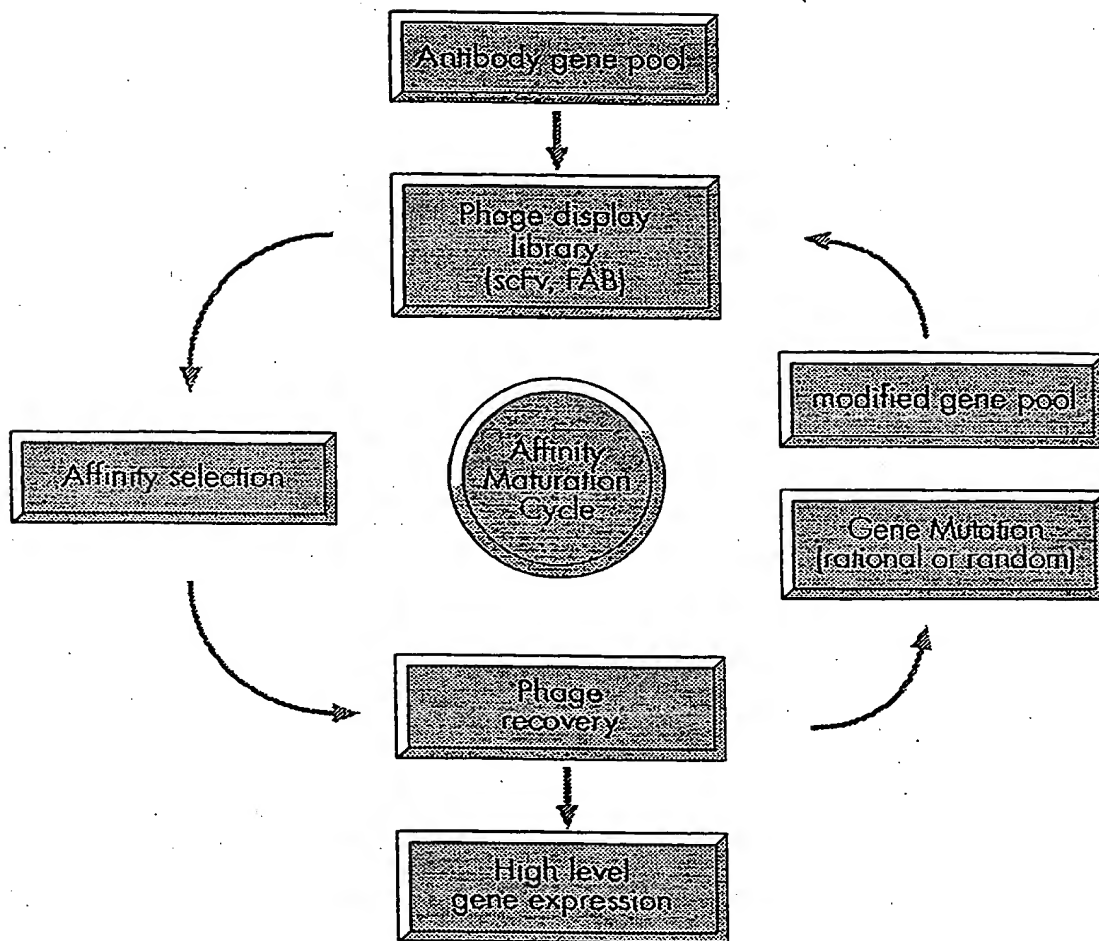 Antibody gene pool
Phage display
library
(scFv, FAB)
modified gene pool
Affinity selection
Affinity
Maturation
Cycle
Gene Mutation
(rational or random)
Phage
recovery
High level
gene expression